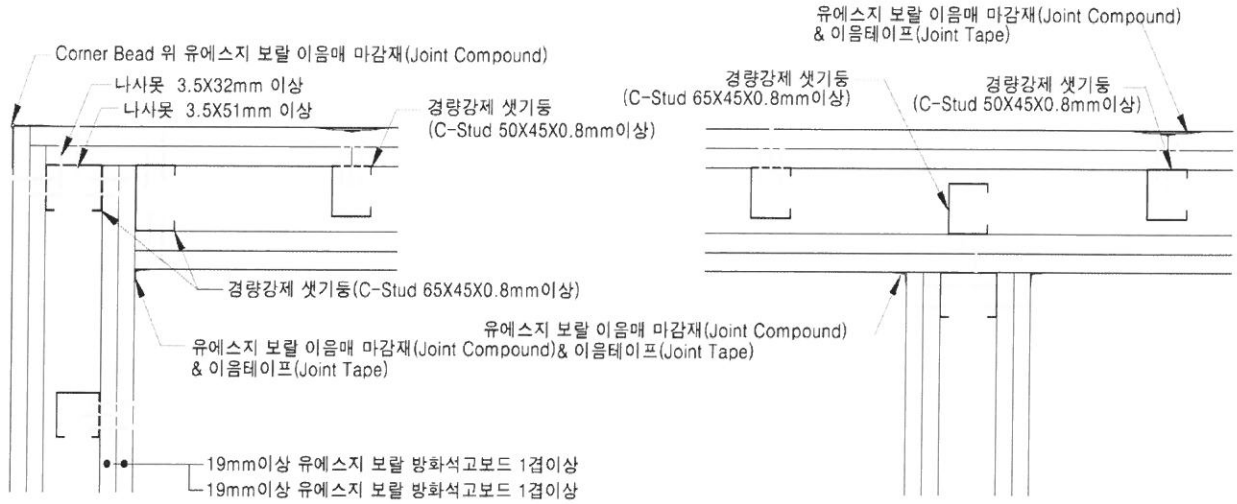 Corner Bead 위 유에스지 보랄 이음매 마감재(Joint Compound)
나사못 3.5X32mm 이상
나사못 3.5X51mm 이상
경량강제 샛기둥
(C-Stud 50X45X0.8mm이상)
경량강제 샛기둥(C-Stud 65X45X0.8mm이상)
유에스지 보랄 이음매 마감재(Joint Compound)
& 이음테이프(Joint Tape)
19mm이상 유에스지 보랄 방화석고보드 1겹이상
19mm이상 유에스지 보랄 방화석고보드 1겹이상
유에스지 보랄 이음매 마감재(Joint Compound)
& 이음테이프(Joint Tape)
경량강제 샛기둥
(C-Stud 65X45X0.8mm이상)
경량강제 샛기둥
(C-Stud 50X45X0.8mm이상)
유에스지 보랄 이음매 마감재(Joint Compound)
& 이음테이프(Joint Tape)